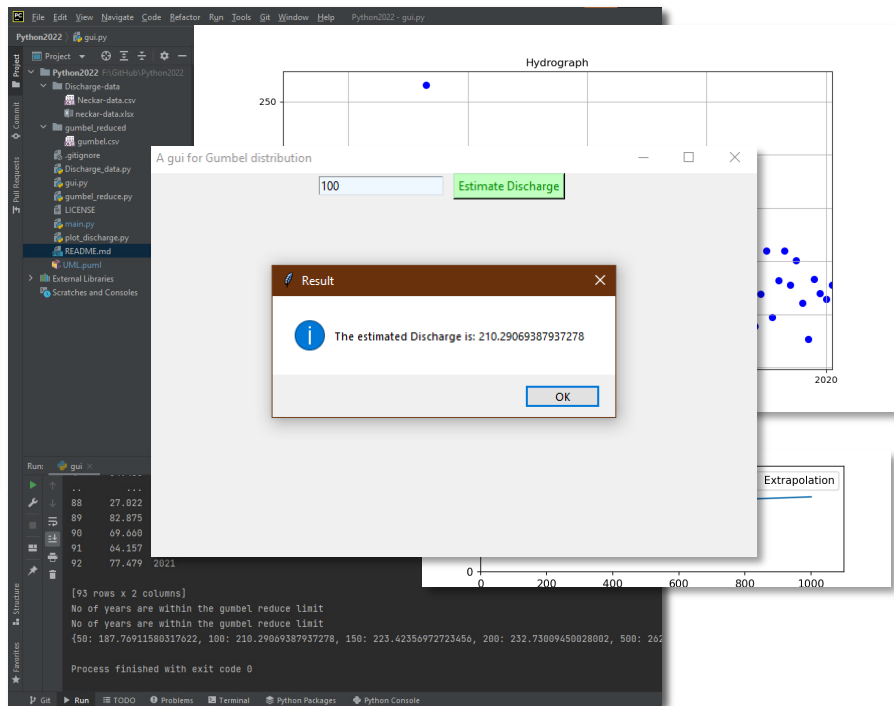 PC File Edit View Navigate Code Refactor Run Tools Git Window Help Python2022 - gui.py
Python2022 gui.py
Project
Project
Commit
Pull Requests
Python2022 F:\GitHub\Python2022
Discharge-data
Neckar-data.csv
neckar-data.xlsx
gumbel_reduced
gumbel.csv
.gitignore
Discharge_data.py
gui.py
gumbel_reduce.py
LICENSE
main.py
plot_discharge.py
README.md
UML.puml
External Libraries
Scratches and Consoles
Hydrograph
250
2020
A gui for Gumbel distribution
100 Estimate Discharge
Result
The estimated Discharge is: 210.29069387937278
OK
Extrapolation
0
0 200 400 600 800 1000
Run: gui
.. ...
88 27.022
89 82.875
90 69.660
91 64.157
92 77.479 2021
[93 rows x 2 columns]
No of years are within the gumbel reduce limit
No of years are within the gumbel reduce limit
{50: 187.76911580317622, 100: 210.29069387937278, 150: 223.42356972723456, 200: 232.73009450028002, 500: 262
Process finished with exit code 0
Structure
Favorites
Git Run TODO Problems Terminal Python Packages Python Console